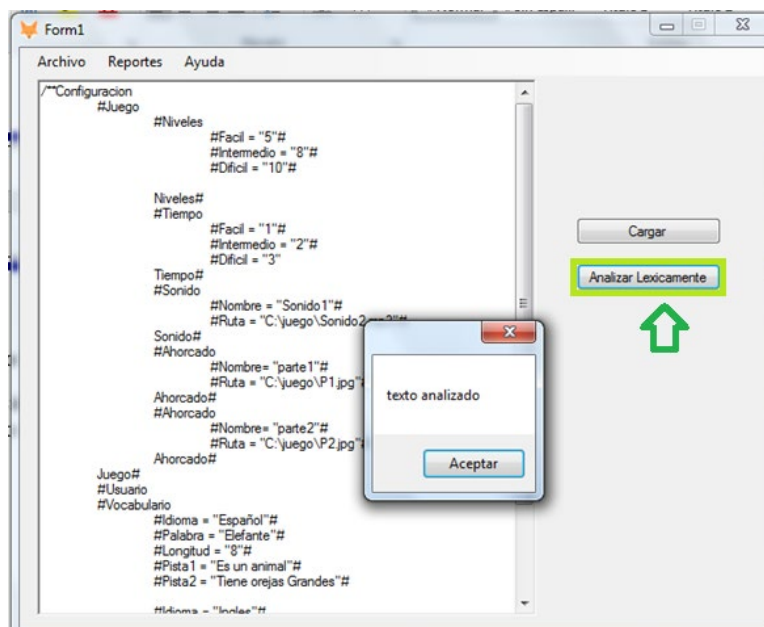 Form1
Archivo Reportes Ayuda
/**Configuracion
#Juego
#Niveles
#Facil = "5"#
#Intermedio = "8"#
#Dificil = "10"#
Niveles#
#Tiempo
#Facil = "1"#
#Intermedio = "2"#
#Dificil = "3"
Tiempo#
#Sonido
#Nombre = "Sonido1"#
#Ruta = "C:\juego\Sonido2.mp3"#
Sonido#
#Ahorcado
#Nombre= "parte1"#
#Ruta = "C:\juego\P1.jpg"#
Ahorcado#
#Ahorcado
#Nombre= "parte2"#
#Ruta = "C:\juego\P2.jpg"#
Ahorcado#
Juego#
#Usuario
#Vocabulario
#Idioma = "Español"#
#Palabra = "Elefante"#
#Longitud = "8"#
#Pista1 = "Es un animal"#
#Pista2 = "Tiene orejas Grandes"#
#Idioma = "Ingles"#
Cargar
Analizar Lexicamente
texto analizado
Aceptar